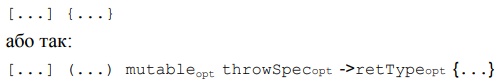 [...] {...}
або так:
[...] (...) mutableopt throwSpecopt ->retTypeopt {...}